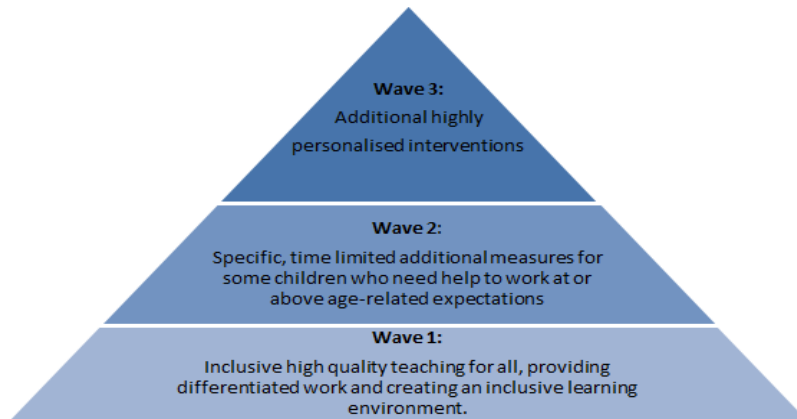 Wave 3:
Additional highly
personalised interventions
Wave 2:
Specific, time limited additional measures for
some children who need help to work at or
above age-related expectations
Wave 1:
Inclusive high quality teaching for all, providing
differentiated work and creating an inclusive learning
environment.